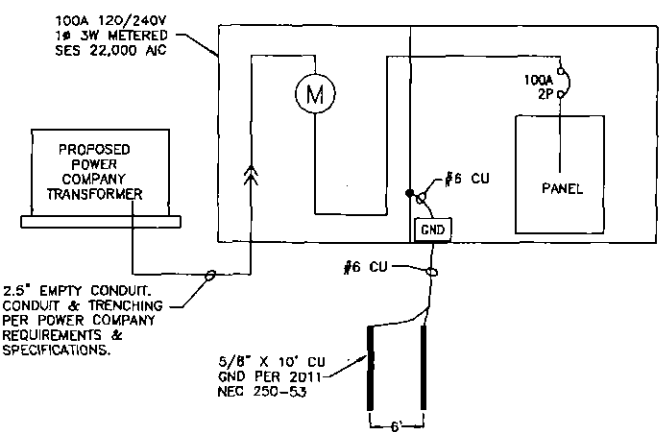 100A 120/240V
1ø 3W METERED
SES 22,000 AIC
M
100A
2P
PROPOSED
POWER
COMPANY
TRANSFORMER
#6 CU
PANEL
GND
#6 CU
2.5" EMPTY CONDUIT.
CONDUIT & TRENCHING
PER POWER COMPANY
REQUIREMENTS &
SPECIFICATIONS.
5/8" X 10' CU
GND PER 2011
NEC 250-53
6'